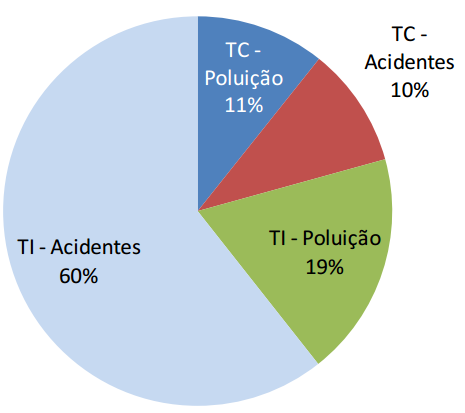 TC -
Poluição
11%
TC -
Acidentes
10%
TI - Poluição
19%
TI - Acidentes
60%